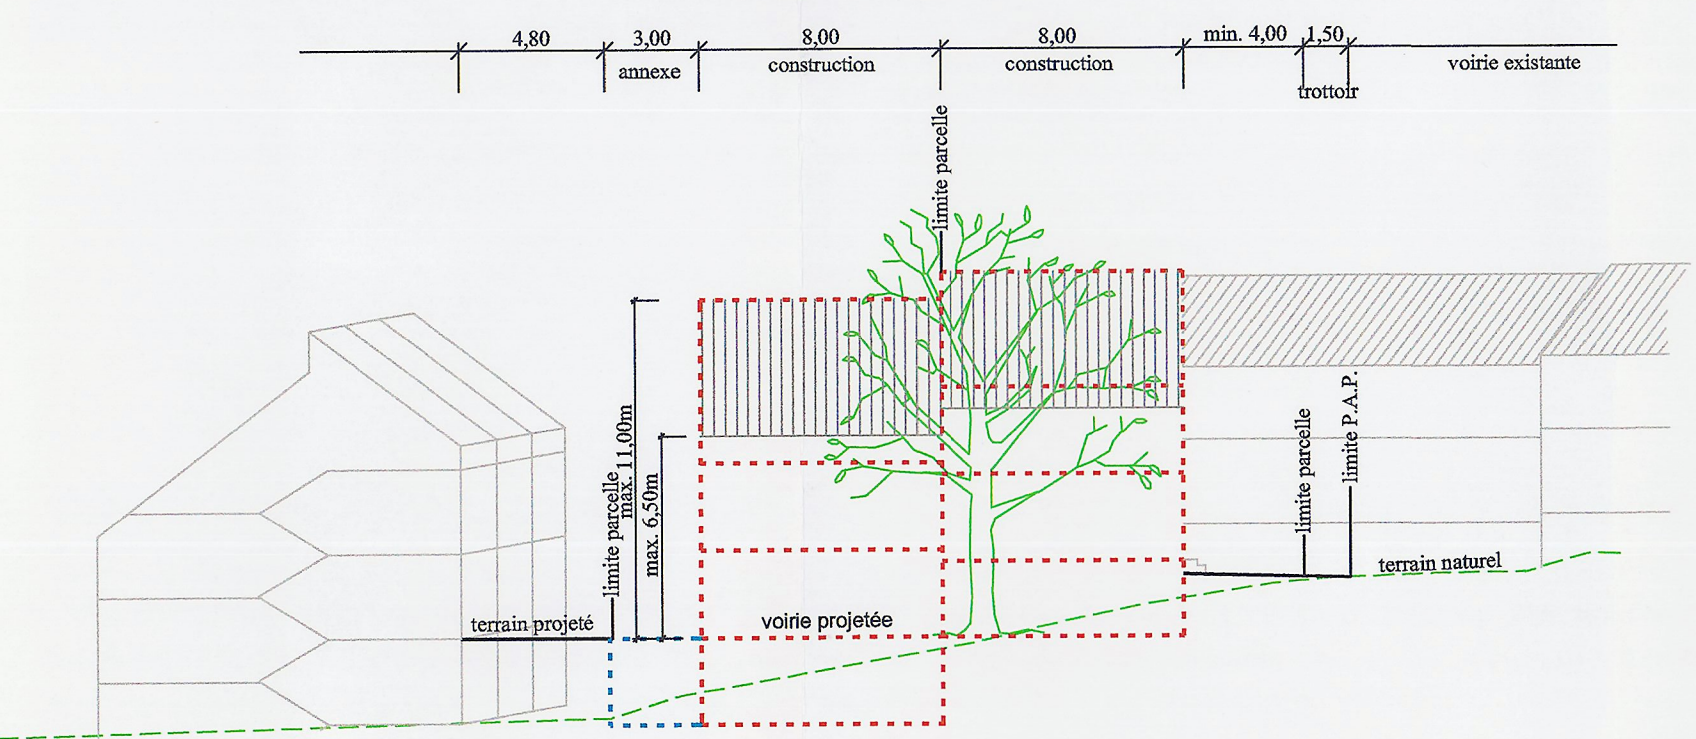 4,80
3,00
8,00
8,00
min. 4,00
1,50
annexe
construction
construction
voirie existante
trottoir
limite parcelle
max. 11,00m
max. 6,50m
limite parcelle
limite parcelle
limite P.A.P.
terrain naturel
terrain projeté
voirie projetée